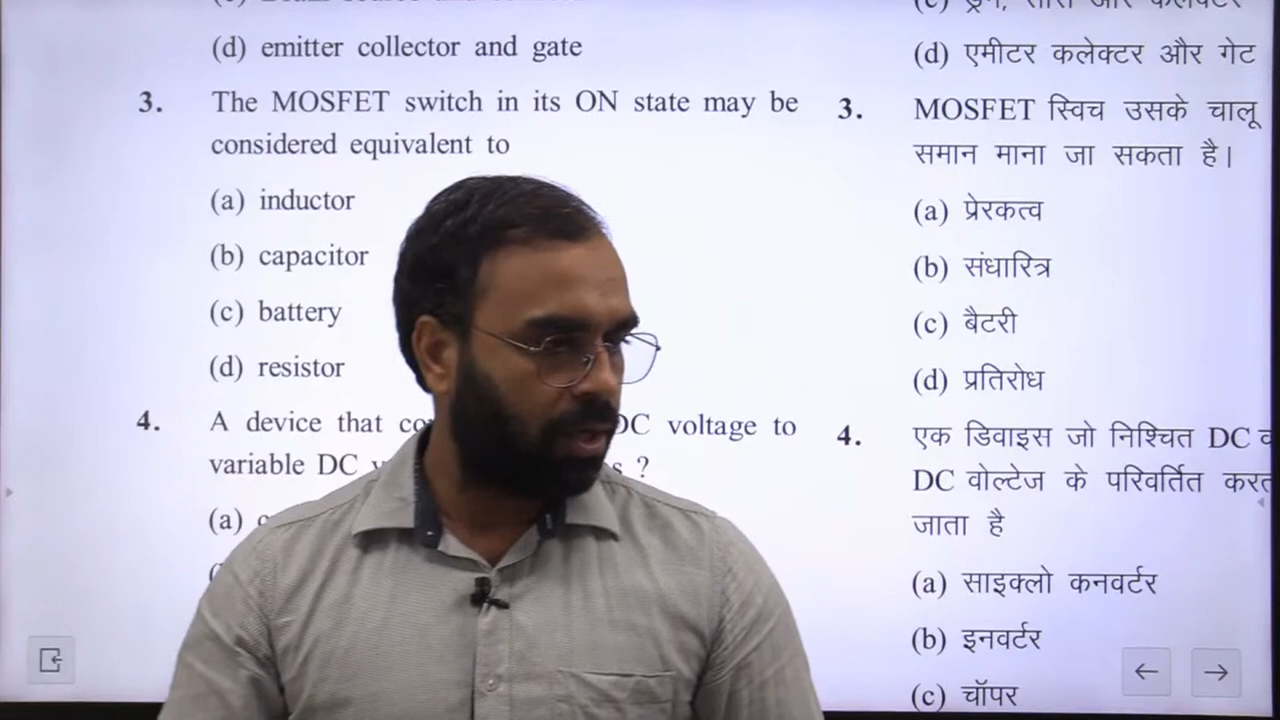 (d) emitter collector and gate
3. The MOSFET switch in its ON state may be
considered equivalent to
(a) inductor
(b) capacitor
(c) battery
(d) resistor
4. A device that
DC voltage to
variable DC
?
(a)
(d) एमीटर कलेक्टर और गेट
3. MOSFET स्विच उसके चालू
समान माना जा सकता है।
(a) प्रेरकत्व
(b) संधारित्र
(c) बैटरी
(d) प्रतिरोध
4. एक डिवाइस जो निश्चित DC
DC वोल्टेज के परिवर्तित
जाता है
(a) साइक्लो कनवर्टर
(b) इनवर्टर
(c) चॉपर